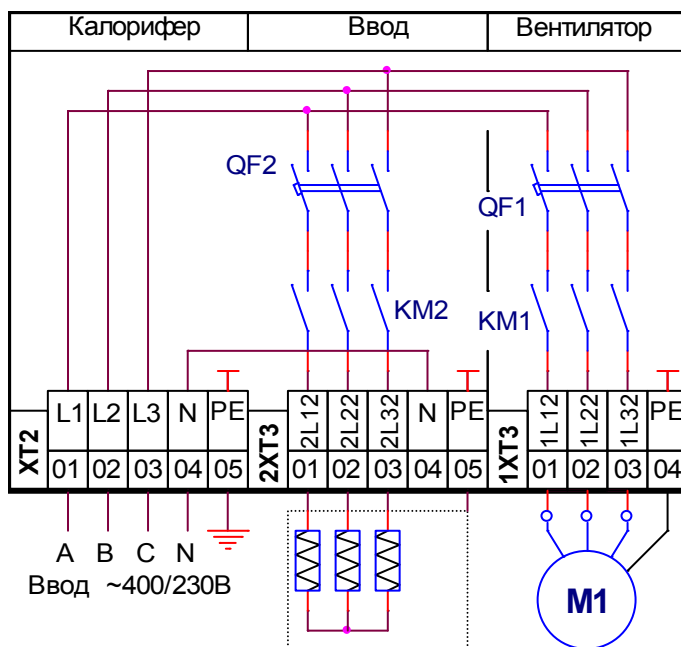 Калорифер Ввод Вентилятор
QF2
QF1
KM2
KM1
XT2 L1 L2 L3 N PE 2XT3 2L12 2L22 2L32 N PE 1XT3 1L12 1L22 1L32 PE
01 02 03 04 05 01 02 03 04 05 01 02 03 04
A B C N
Ввод ~400/230В
M1